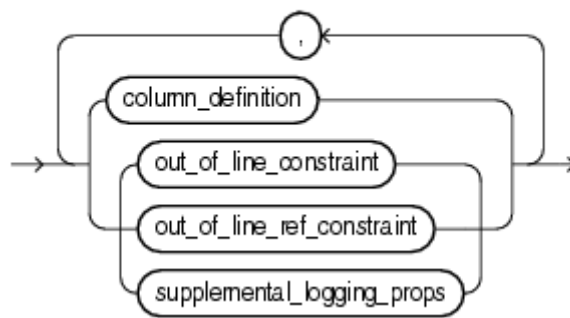 ,
column_definition
out_of_line_constraint
out_of_line_ref_constraint
supplemental_logging_props